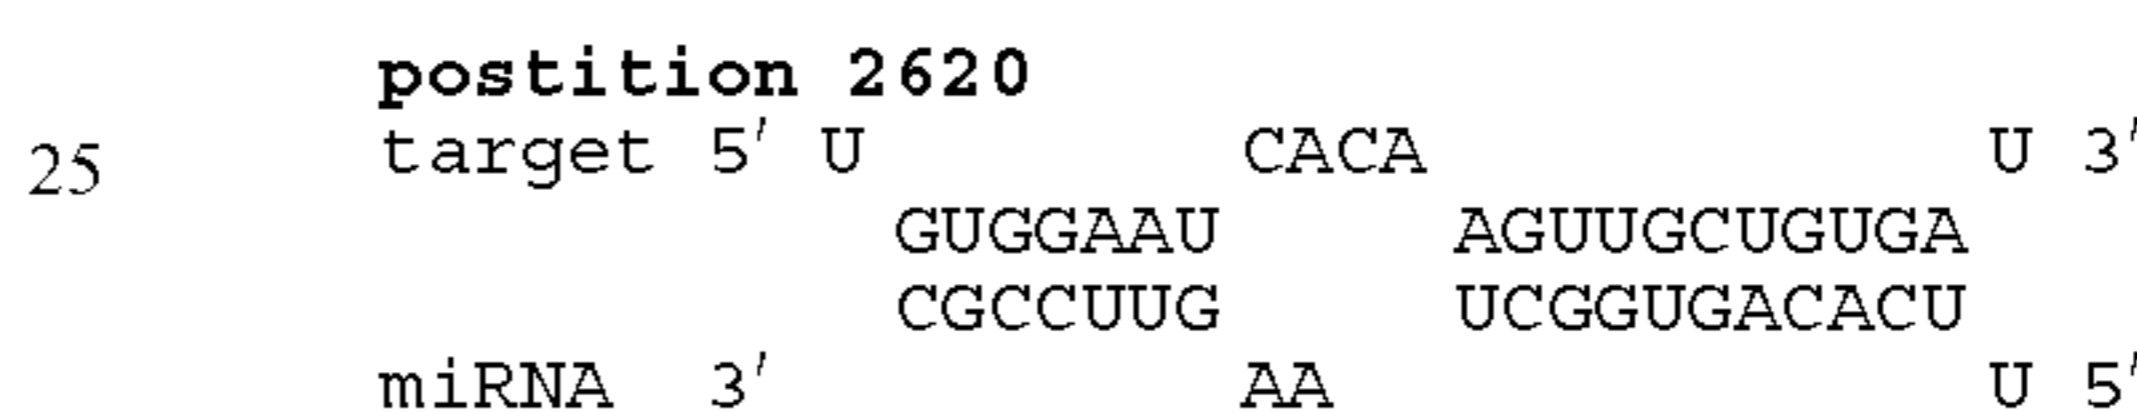 postition 2620
25 target 5' U CACA U 3'
GUGGAAU AGUUGCUGUGA
CGCCUUG UCGGUGACACU
miRNA 3' AA U 5'